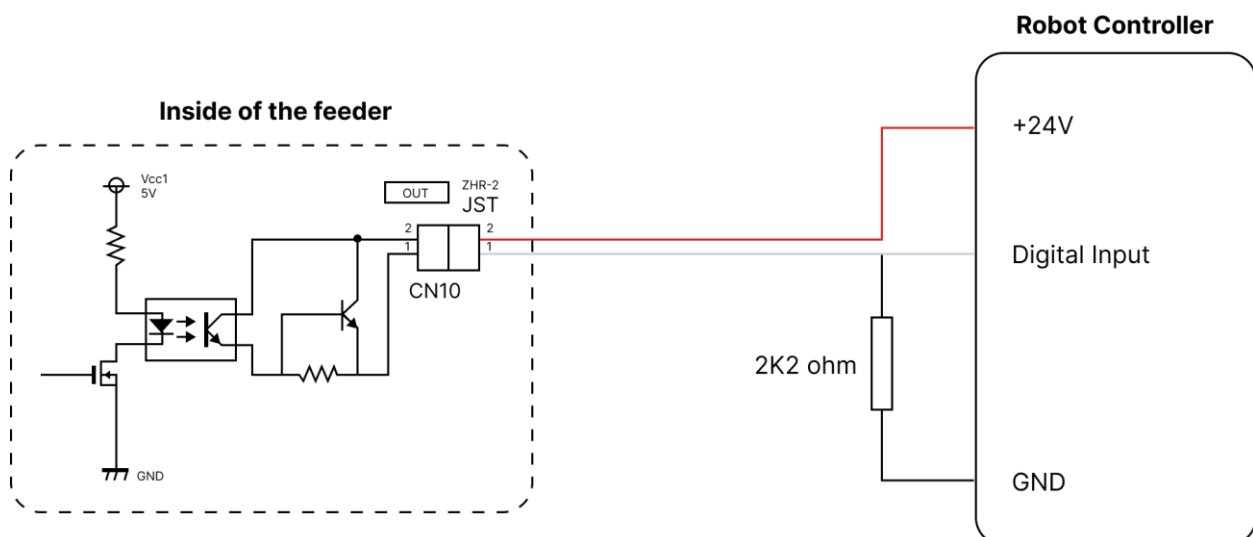 Robot Controller
Inside of the feeder
+24V
Vcc1
5V
OUT
ZHR-2
JST
2
2
1
1
CN10
Digital Input
2K2 ohm
GND
GND